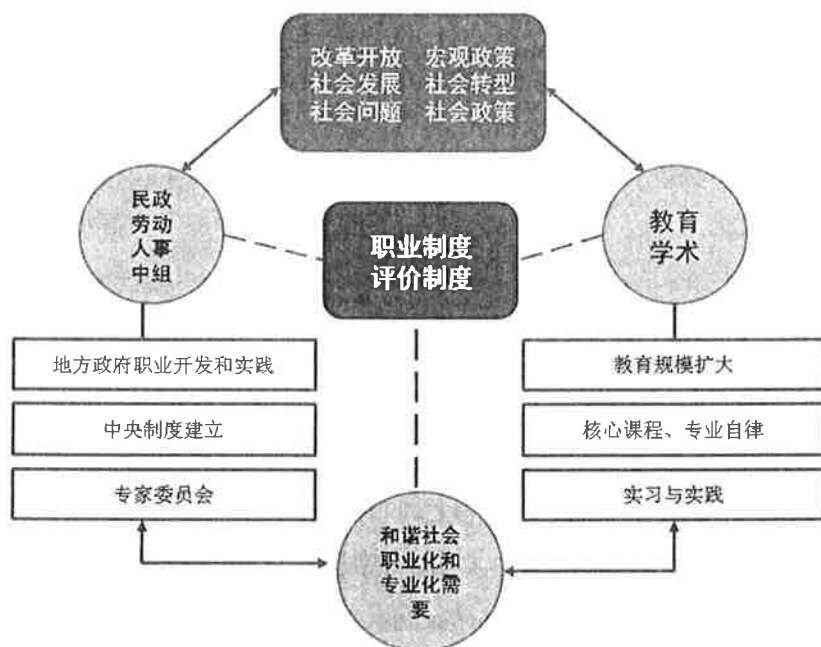 改革开放 宏观政策
社会发展 社会转型
社会问题 社会政策
民政
劳动
人事
中组
职业制度
评价制度
教育
学术
地方政府职业开发和实践
中央制度建立
专家委员会
教育规模扩大
核心课程、专业自律
实习与实践
和谐社会
职业化和
专业化需
要